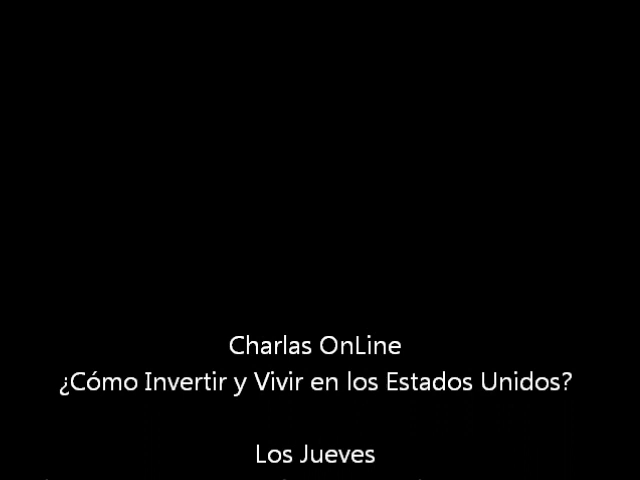 Charlas OnLine
¿Cómo Invertir y Vivir en los Estados Unidos?
Los Jueves